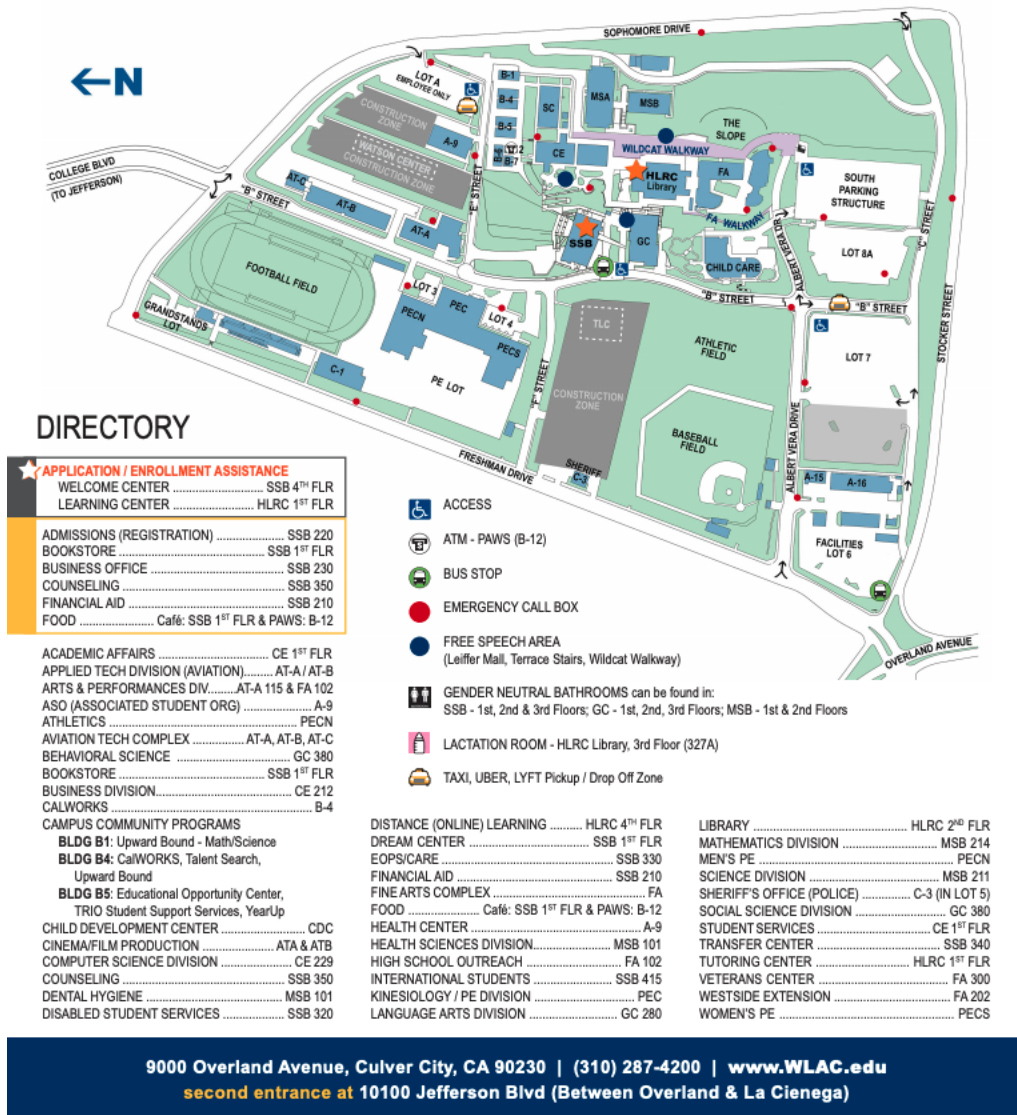 SOPHOMORE DRIVE
←N
LOT A
EMPLOYEE ONLY
B-1
B-4
B-5
B-6
B-7
12
SC
MSA
MSB
CONSTRUCTION
ZONE
A-9
WATSON CENTER
CONSTRUCTION ZONE
CE
THE
SLOPE
WILDCAT WALKWAY
HLRC
Library
FA
SOUTH
PARKING
STRUCTURE
COLLEGE BLVD
(TO JEFFERSON)
"B" STREET
AT-C
AT-B
AT-A
"E" STREET
SSB
GC
FA WALKWAY
CHILD CARE
ALBERT VERA DR
LOT 8A
"C" STREET
FOOTBALL FIELD
GRANDSTANDS
LOT
LOT 3
PEC
PECN
LOT 4
PECS
"B" STREET
"B" STREET
STOCKER STREET
TLC
ATHLETIC
FIELD
LOT 7
C-1
PE LOT
"F" STREET
CONSTRUCTION
ZONE
BASEBALL
FIELD
ALBERT VERA DRIVE
FRESHMAN DRIVE
SHERIFF
C-3
A-15
A-16
FACILITIES
LOT 6
OVERLAND AVENUE
DIRECTORY
APPLICATION / ENROLLMENT ASSISTANCE
WELCOME CENTER ............................ SSB 4TH FLR
LEARNING CENTER ......................... HLRC 1ST FLR
ADMISSIONS (REGISTRATION) ..................... SSB 220
BOOKSTORE ............................................ SSB 1ST FLR
BUSINESS OFFICE ......................................... SSB 230
COUNSELING .................................................. SSB 350
FINANCIAL AID ................................................ SSB 210
FOOD ....................... Café: SSB 1ST FLR & PAWS: B-12
ACADEMIC AFFAIRS .................................. CE 1ST FLR
APPLIED TECH DIVISION (AVIATION)......... AT-A / AT-B
ARTS & PERFORMANCES DIV.........AT-A 115 & FA 102
ASO (ASSOCIATED STUDENT ORG) ..................... A-9
ATHLETICS .......................................................... PECN
AVIATION TECH COMPLEX ................ AT-A, AT-B, AT-C
BEHAVIORAL SCIENCE ................................... GC 380
BOOKSTORE ............................................. SSB 1ST FLR
BUSINESS DIVISION.......................................... CE 212
CALWORKS .............................................................. B-4
CAMPUS COMMUNITY PROGRAMS
BLDG B1: Upward Bound - Math/Science
BLDG B4: CalWORKS, Talent Search,
Upward Bound
BLDG B5: Educational Opportunity Center,
TRIO Student Support Services, YearUp
CHILD DEVELOPMENT CENTER .......................... CDC
CINEMA/FILM PRODUCTION ...................... ATA & ATB
COMPUTER SCIENCE DIVISION ....................... CE 229
COUNSELING ................................................... SSB 350
DENTAL HYGIENE .......................................... MSB 101
DISABLED STUDENT SERVICES ................... SSB 320
ACCESS
ATM - PAWS (B-12)
BUS STOP
EMERGENCY CALL BOX
FREE SPEECH AREA
(Leiffer Mall, Terrace Stairs, Wildcat Walkway)
GENDER NEUTRAL BATHROOMS can be found in:
SSB - 1st, 2nd & 3rd Floors; GC - 1st, 2nd, 3rd Floors; MSB - 1st & 2nd Floors
LACTATION ROOM - HLRC Library, 3rd Floor (327A)
TAXI, UBER, LYFT Pickup / Drop Off Zone
DISTANCE (ONLINE) LEARNING .......... HLRC 4TH FLR
DREAM CENTER ....................................... SSB 1ST FLR
EOPS/CARE ...................................................... SSB 330
FINANCIAL AID ................................................. SSB 210
FINE ARTS COMPLEX ............................................... FA
FOOD ...................... Café: SSB 1ST FLR & PAWS: B-12
HEALTH CENTER .................................................... A-9
HEALTH SCIENCES DIVISION........................ MSB 101
HIGH SCHOOL OUTREACH .............................. FA 102
INTERNATIONAL STUDENTS .......................... SSB 415
KINESIOLOGY / PE DIVISION ................................ PEC
LANGUAGE ARTS DIVISION ............................ GC 280
LIBRARY ................................................. HLRC 2ND FLR
MATHEMATICS DIVISION ............................... MSB 214
MEN'S PE ............................................................. PECN
SCIENCE DIVISION ......................................... MSB 211
SHERIFF'S OFFICE (POLICE) ............... C-3 (IN LOT 5)
SOCIAL SCIENCE DIVISION ............................. GC 380
STUDENT SERVICES ................................... CE 1ST FLR
TRANSFER CENTER ........................................ SSB 340
TUTORING CENTER ............................... HLRC 1ST FLR
VETERANS CENTER ......................................... FA 300
WESTSIDE EXTENSION ..................................... FA 202
WOMEN'S PE ....................................................... PECS
9000 Overland Avenue, Culver City, CA 90230 | (310) 287-4200 | www.WLAC.edu
second entrance at 10100 Jefferson Blvd (Between Overland & La Cienega)